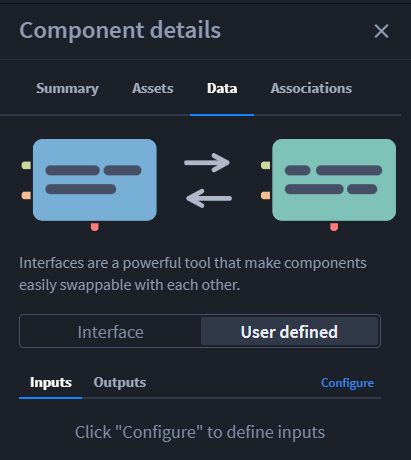 Component details
Summary Assets Data Associations
Interfaces are a powerful tool that make components
easily swappable with each other.
Interface User defined
Inputs Outputs Configure
Click "Configure" to define inputs